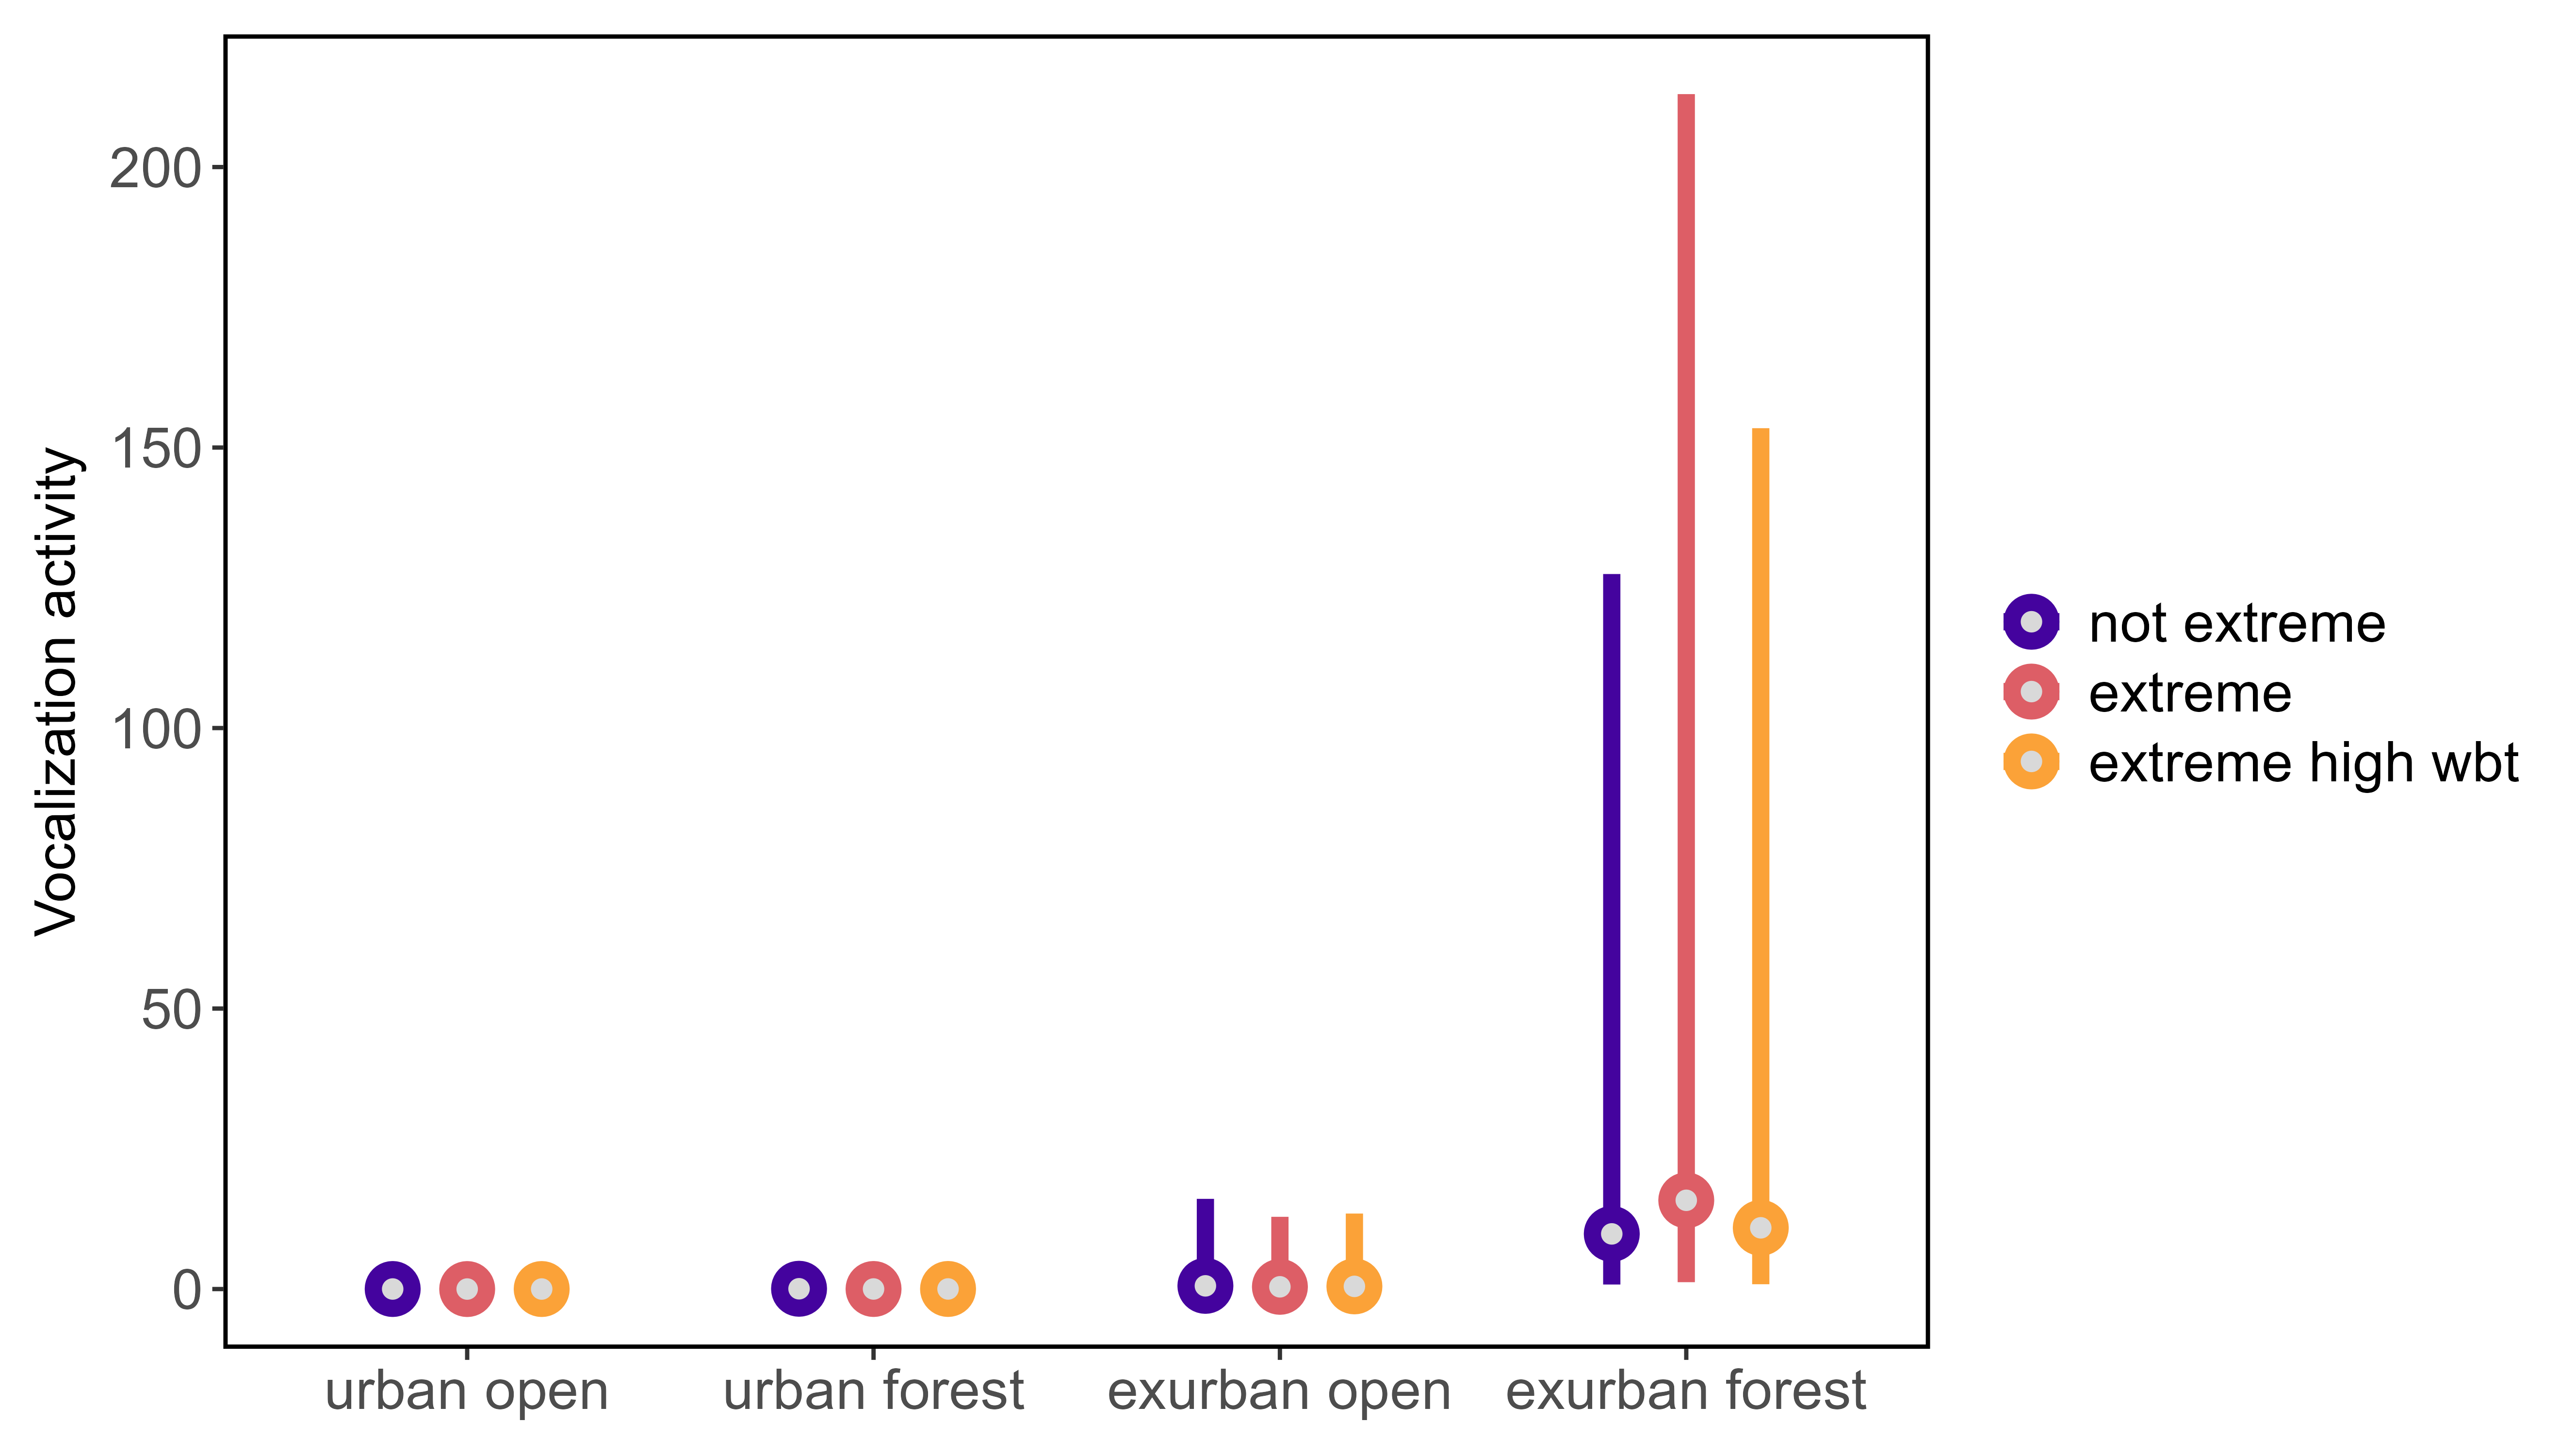 Vocalization activity
200
150
100
50
0
urban open
urban forest
exurban open
exurban forest
not extreme
extreme
extreme high wbt